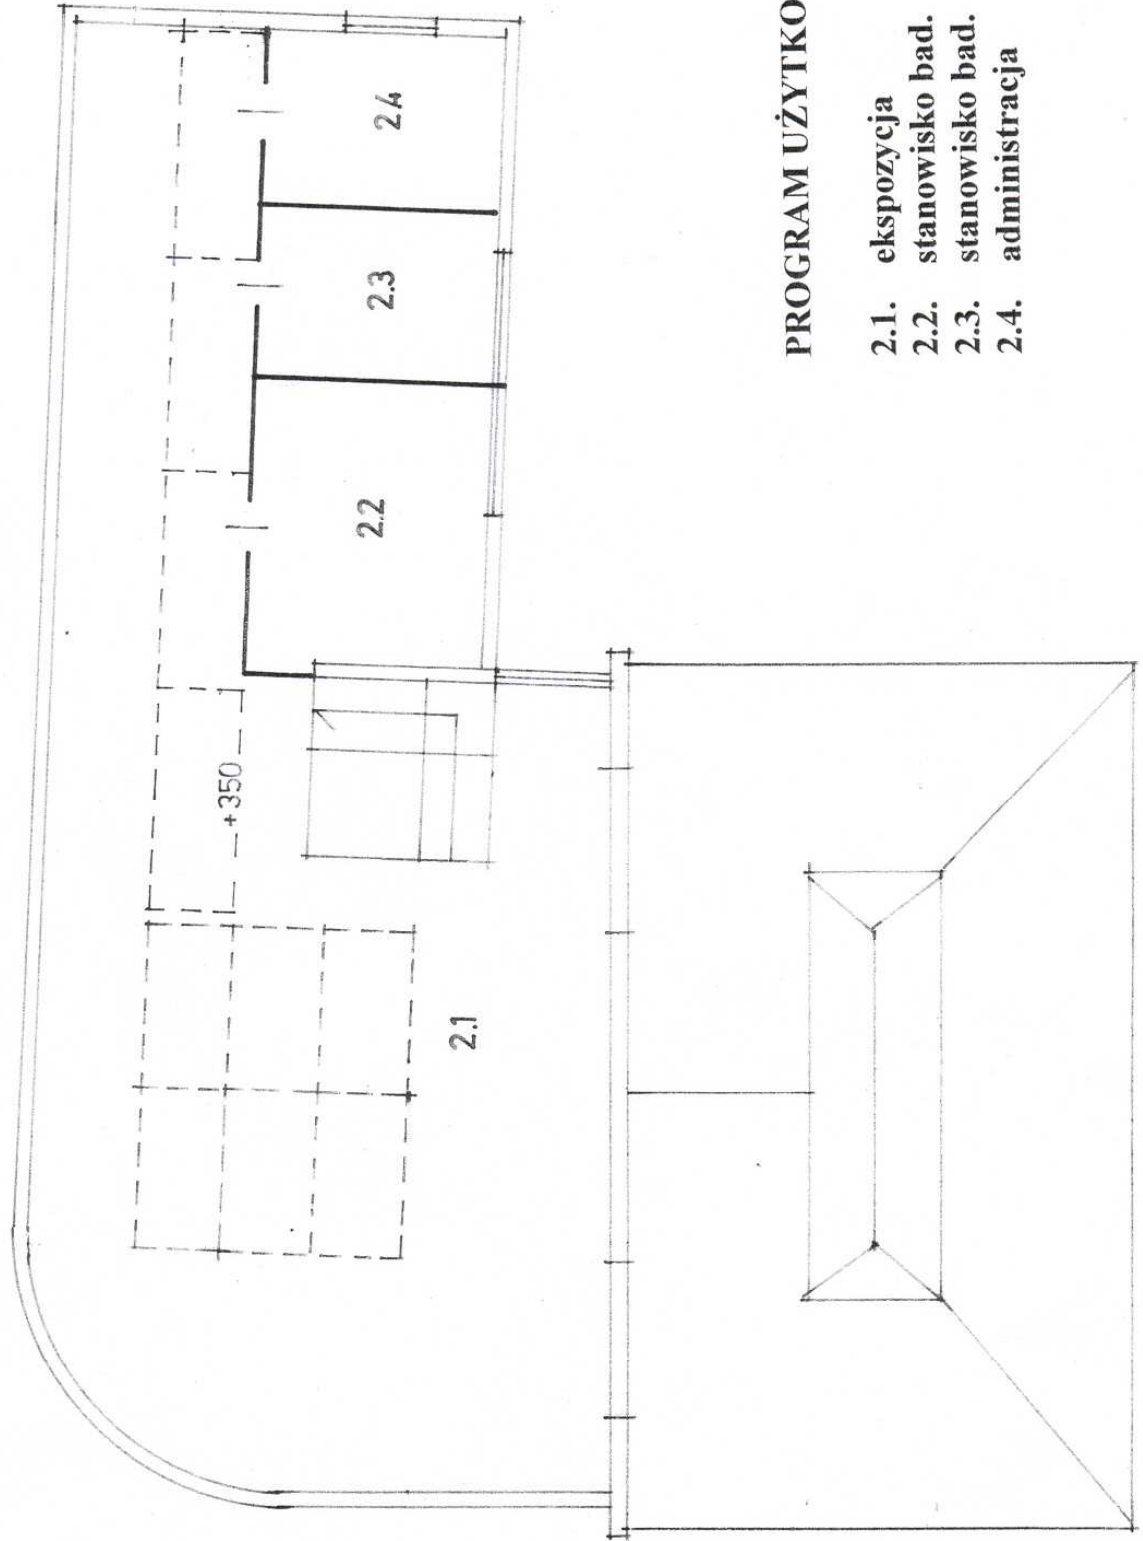 2.1
+350
2.2
2.3
2.4
PROGRAM UŻYTKO
2.1. ekspozycja
2.2. stanowisko bad.
2.3. stanowisko bad.
2.4. administracja